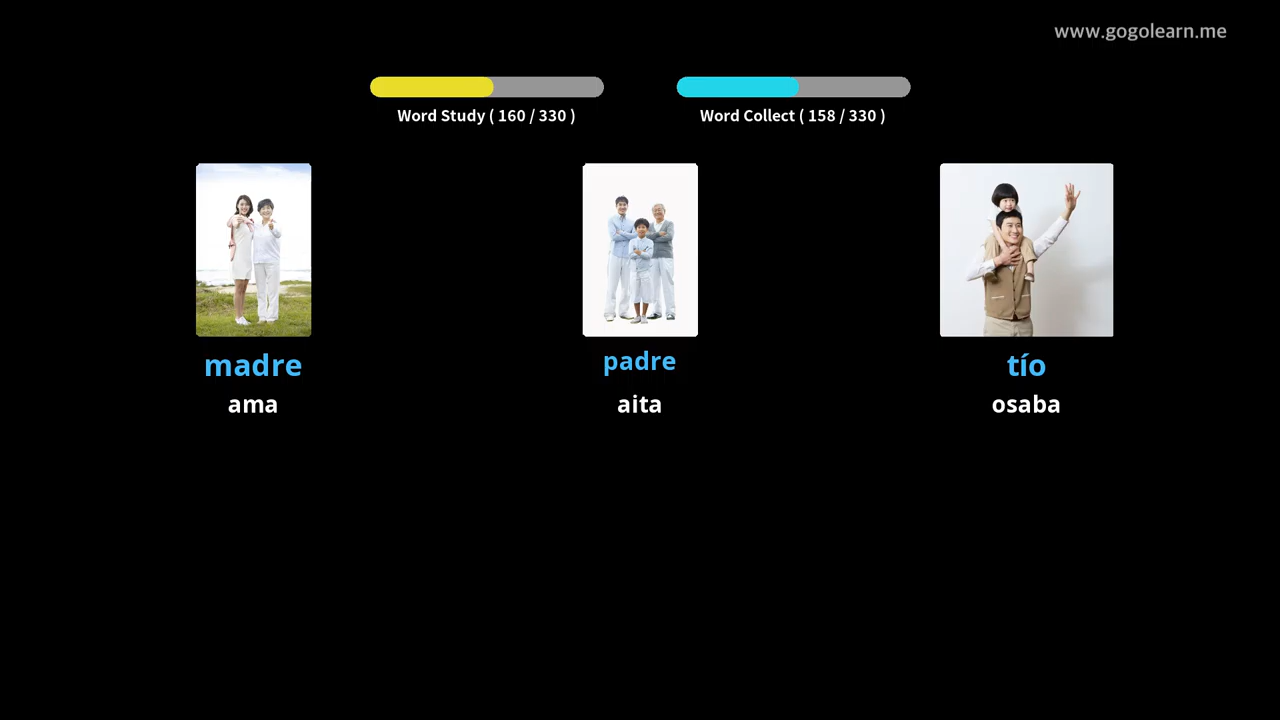 www.gogolearn.me
Word Study ( 160 / 330 )
Word Collect ( 158 / 330 )
madre
padre
tío
ama
aita
osaba